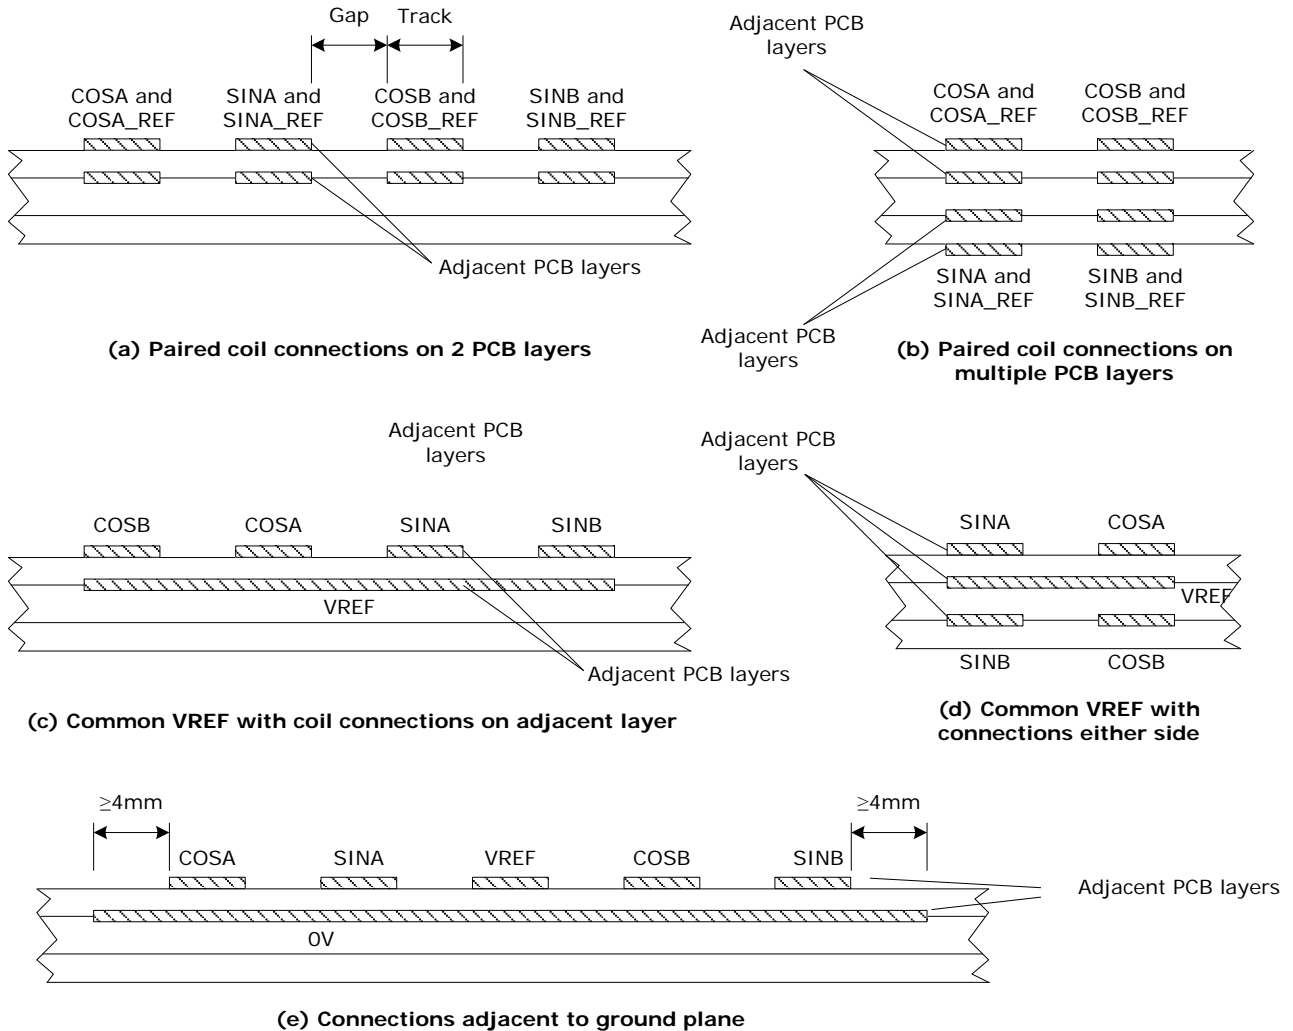 Gap
Track
COSA and
COSA_REF
SINA and
SINA_REF
COSB and
COSB_REF
SINB and
SINB_REF
Adjacent PCB layers
(a) Paired coil connections on 2 PCB layers
Adjacent PCB
layers
COSA and
COSA_REF
COSB and
COSB_REF
SINA and
SINA_REF
SINB and
SINB_REF
Adjacent PCB
layers
(b) Paired coil connections on
multiple PCB layers
Adjacent PCB
layers
COSB
COSA
SINA
SINB
VREF
Adjacent PCB layers
(c) Common VREF with coil connections on adjacent layer
Adjacent PCB
layers
SINA
COSA
VREF
SINB
COSB
(d) Common VREF with
connections either side
≥4mm
≥4mm
COSA
SINA
VREF
COSB
SINB
Adjacent PCB layers
0V
(e) Connections adjacent to ground plane